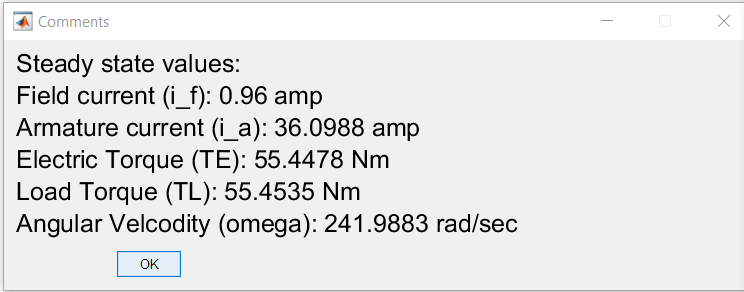 Comments
Steady state values:
Field current (i_f): 0.96 amp
Armature current (i_a): 36.0988 amp
Electric Torque (TE): 55.4478 Nm
Load Torque (TL): 55.4535 Nm
Angular Velcodity (omega): 241.9883 rad/sec
OK